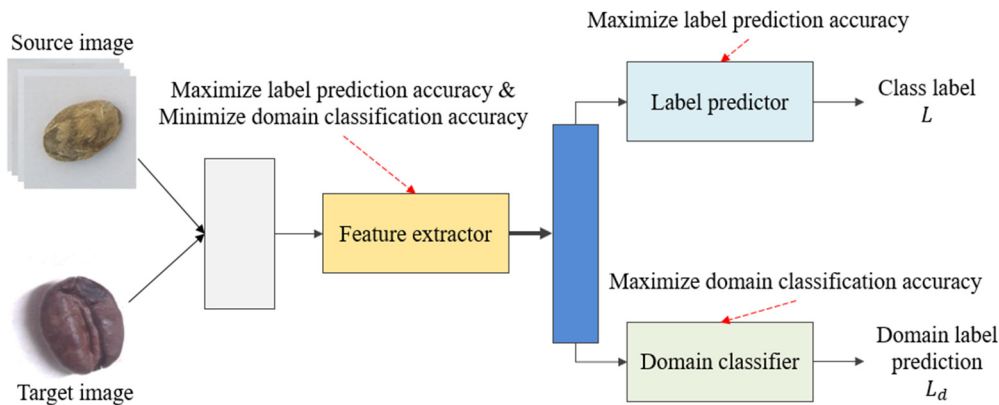 Source image
Target image
Maximize label prediction accuracy &
Minimize domain classification accuracy
Feature extractor
Maximize label prediction accuracy
Label predictor
Class label
L
Maximize domain classification accuracy
Domain classifier
Domain label
prediction
L_d